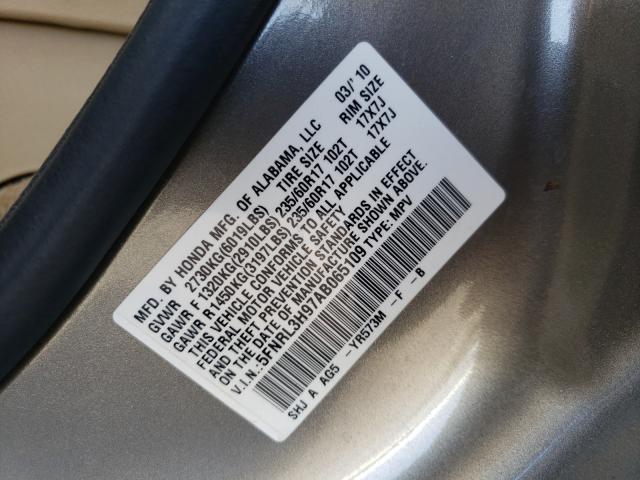 MFD. BY HONDA MFG. OF ALABAMA, LLC 03/' 10
GVWR 2730KG(6019LBS) TIRE SIZE RIM SIZE
GAWR F 1320KG(2910LBS) 235/60R17 102T 17X7J
GAWR R 1450KG(3197LBS) 235/60R17 102T 17X7J
THIS VEHICLE CONFORMS TO ALL APPLICABLE
FEDERAL MOTOR VEHICLE SAFETY
AND THEFT PREVENTION STANDARDS IN EFFECT
ON THE DATE OF MANUFACTURE SHOWN ABOVE.
V.I.N.:5FNRL3H97AB065109 TYPE: MPV
SHJ A AG5 -YR573M -F -B